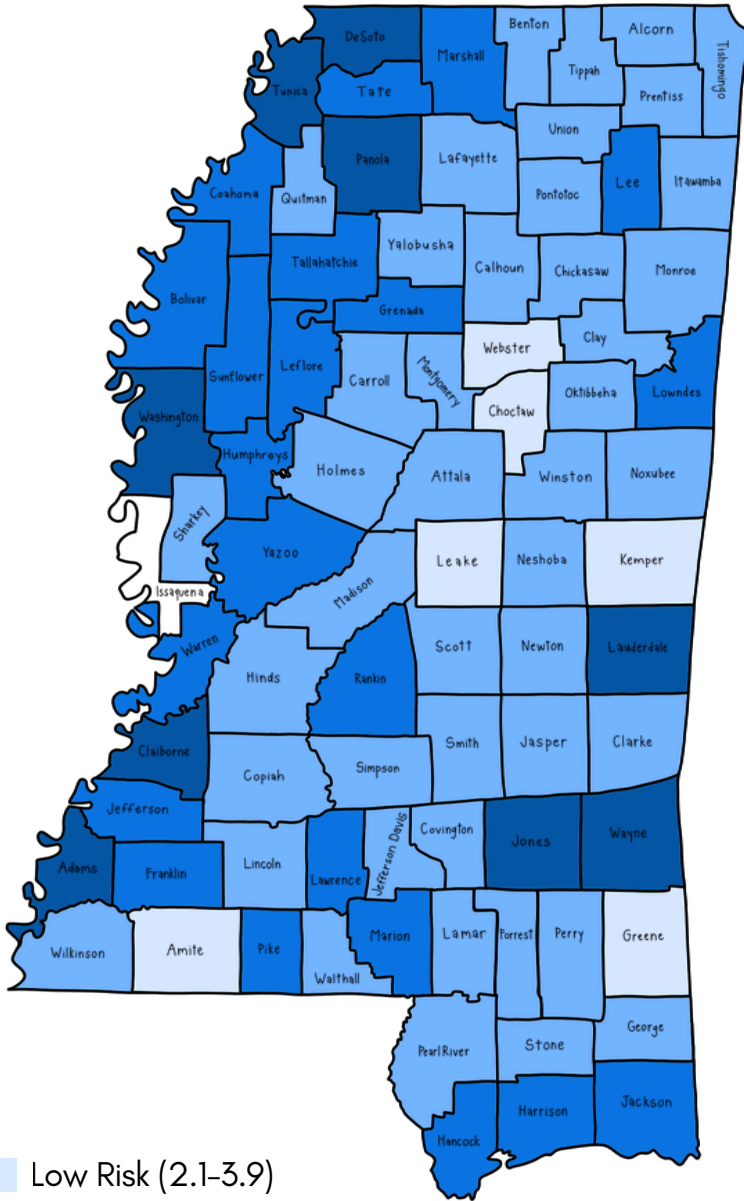 DeSoto
Marshall
Benton
Tippah
Alcorn
Tishomingo
Tunica
Tate
Prentiss
Union
Panola
Lafayette
Quitman
Coahoma
Pontotoc
Lee
Itawamba
Yalobusha
Tallahatchie
Calhoun
Chickasaw
Monroe
Bolivar
Grenada
Sunflower
Leflore
Carroll
Montgomery
Webster
Clay
Choctaw
Oktibbeha
Lowndes
Washington
Humphreys
Holmes
Attala
Winston
Noxubee
Sharkey
Issaquena
Yazoo
Madison
Leake
Neshoba
Kemper
Warren
Hinds
Rankin
Scott
Newton
Lauderdale
Claiborne
Copiah
Simpson
Smith
Jasper
Clarke
Jefferson
Adams
Franklin
Lincoln
Lawrence
Jefferson Davis
Covington
Jones
Wayne
Wilkinson
Amite
Pike
Walthall
Marion
Lamar
Forrest
Perry
Greene
Pearl River
Stone
George
Hancock
Harrison
Jackson
Low Risk (2.1-3.9)